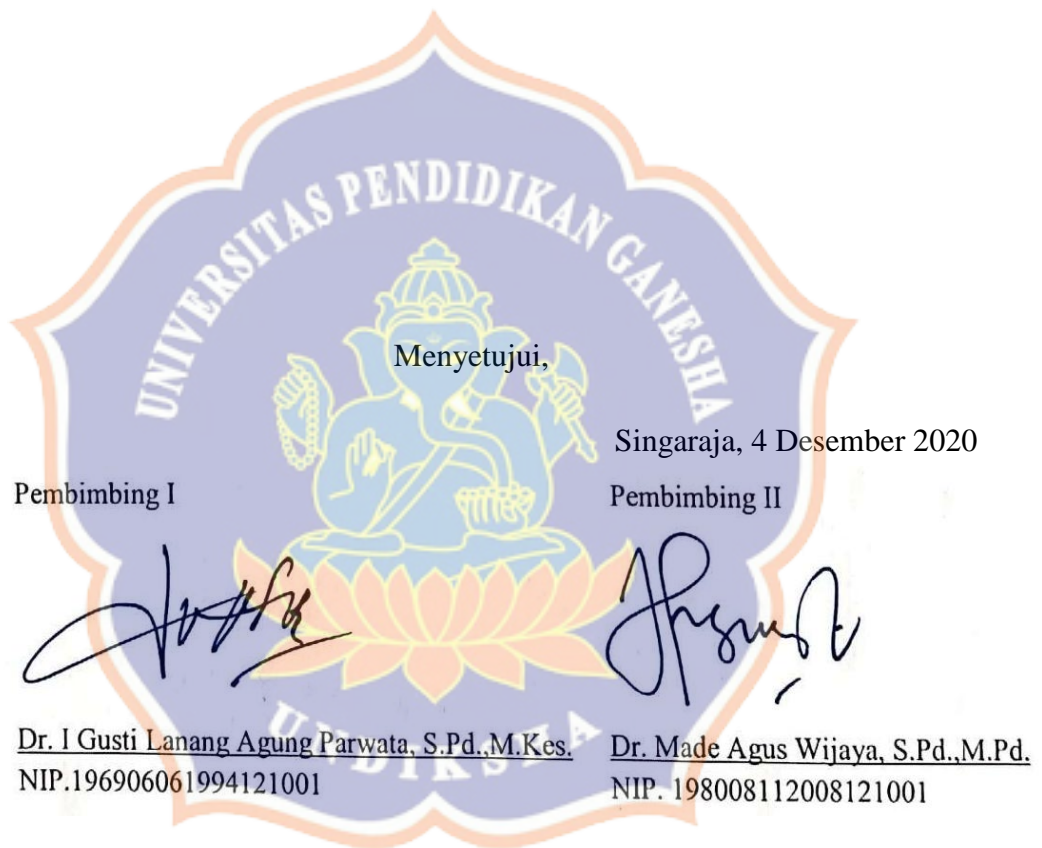 UNIVERSITAS PENDIDIKAN GANESHA
Menyetujui,
Singaraja, 4 Desember 2020
Pembimbing I
Pembimbing II
Dr. I Gusti Lanang Agung Parwata, S.Pd.,M.Kes.
Dr. Made Agus Wijaya, S.Pd.,M.Pd.
NIP.196906061994121001
NIP. 198008112008121001
UNDIKSHA